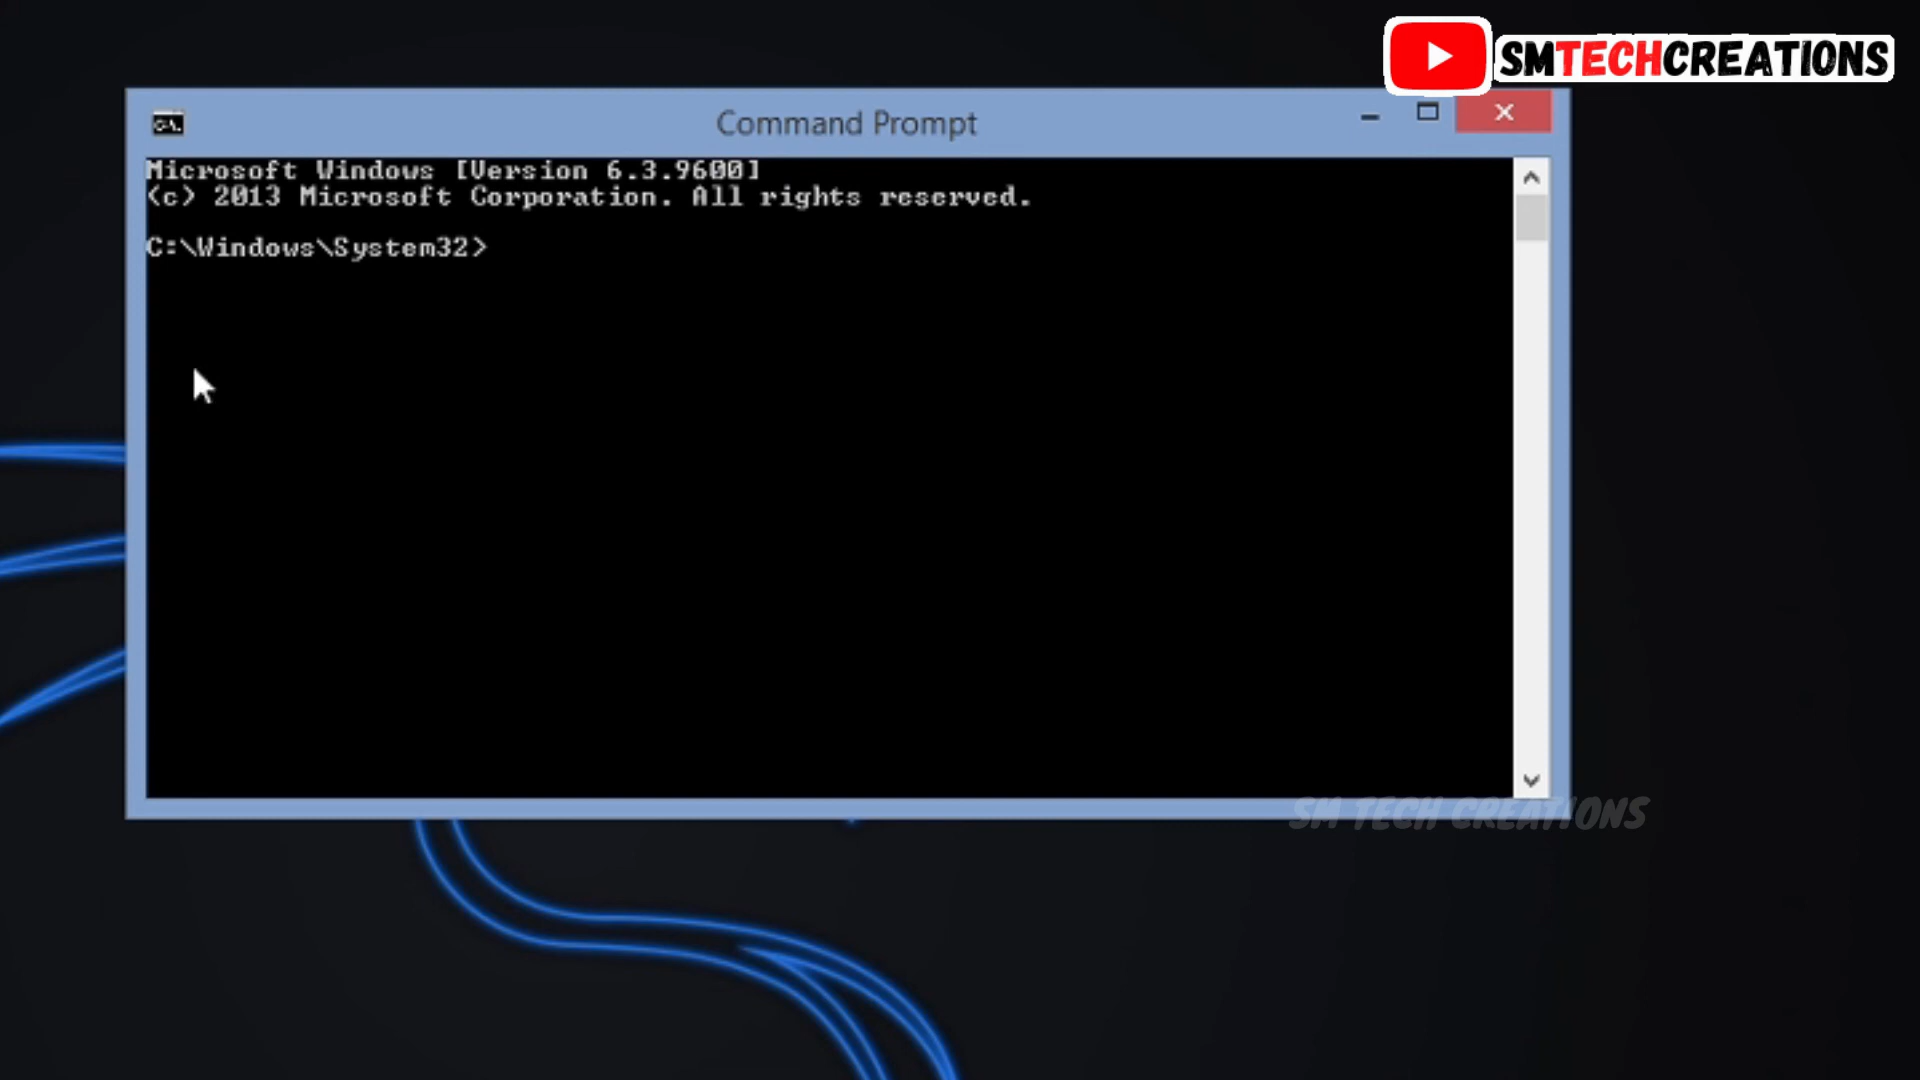 SMTECHCREATIONS
C:\.
Command Prompt
Microsoft Windows [Version 6.3.9600]
(c) 2013 Microsoft Corporation. All rights reserved.
C:\Windows\System32>
SM TECH CREATIONS